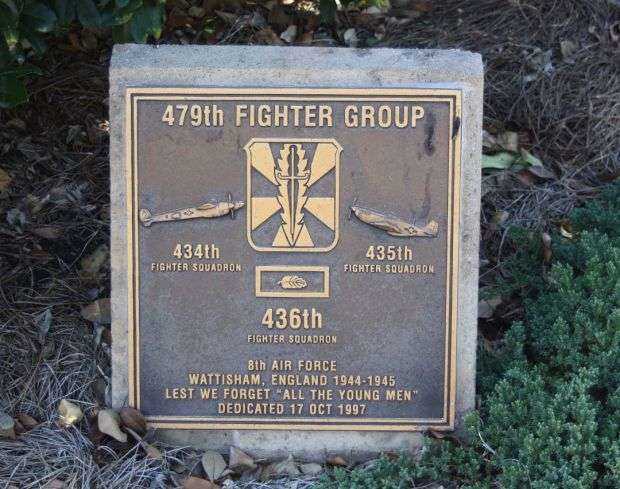 479th FIGHTER GROUP
434th
FIGHTER SQUADRON
435th
FIGHTER SQUADRON
436th
FIGHTER SQUADRON
8th AIR FORCE
WATTISHAM, ENGLAND 1944-1945
LEST WE FORGET "ALL THE YOUNG MEN"
DEDICATED 17 OCT 1997